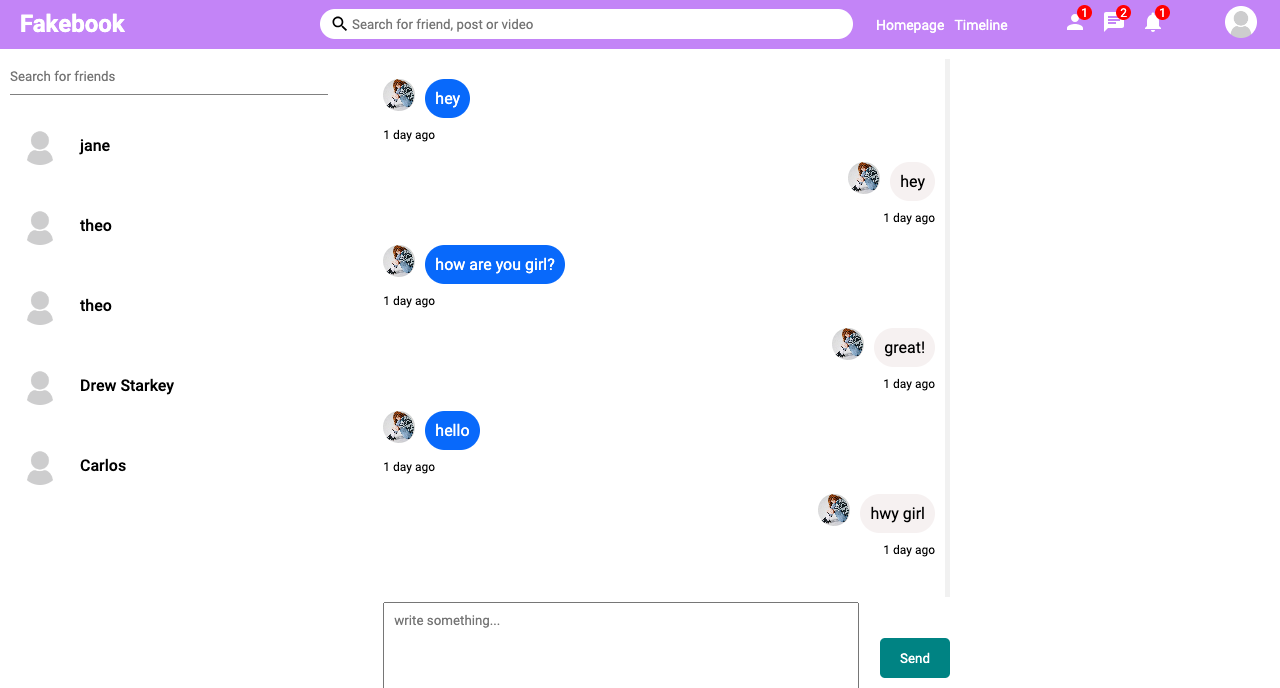 Fakebook
Search for friend, post or video
Homepage Timeline
1
2
1
Search for friends
jane
theo
theo
Drew Starkey
Carlos
hey
1 day ago
hey
1 day ago
how are you girl?
1 day ago
great!
1 day ago
hello
1 day ago
hwy girl
1 day ago
write something...
Send